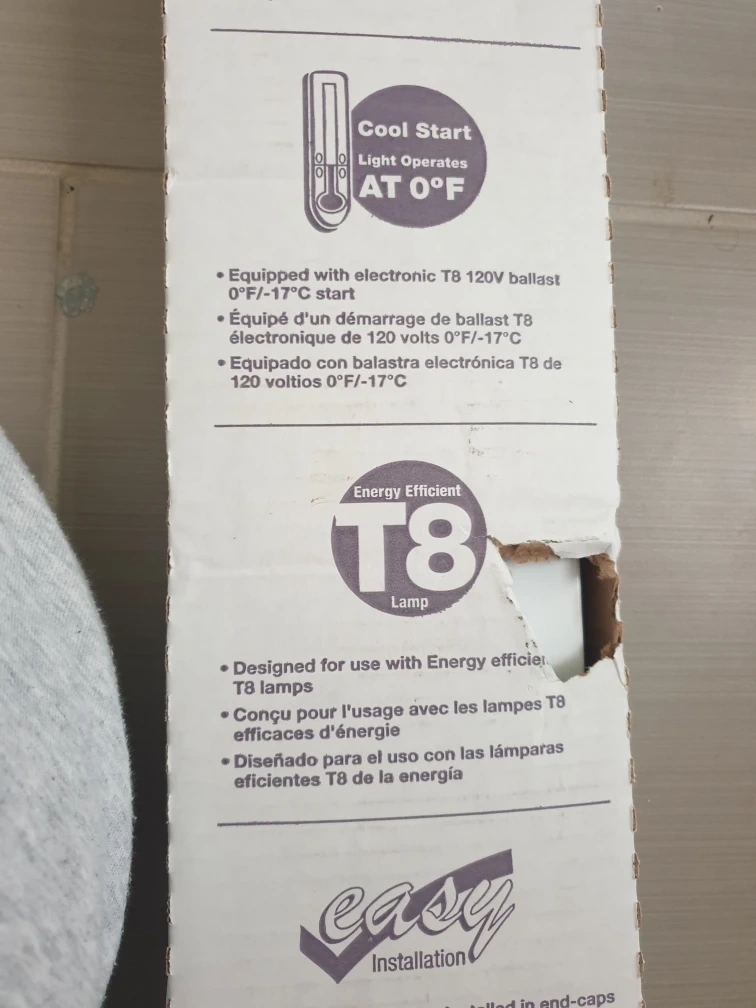 Cool Start
Light Operates
AT 0°F
• Equipped with electronic T8 120V ballast
0°F/-17°C start
• Équipé d'un démarrage de ballast T8
électronique de 120 volts 0°F/-17°C
• Equipado con balastra electrónica T8 de
120 voltios 0°F/-17°C
Energy Efficient
T8
Lamp
• Designed for use with Energy
T8 lamps
• Conçu pour l'usage avec les lampes T8
efficaces d'énergie
• Diseñado para el uso con las lámparas
eficientes T8 de la energía
easy
Installation
in end-caps